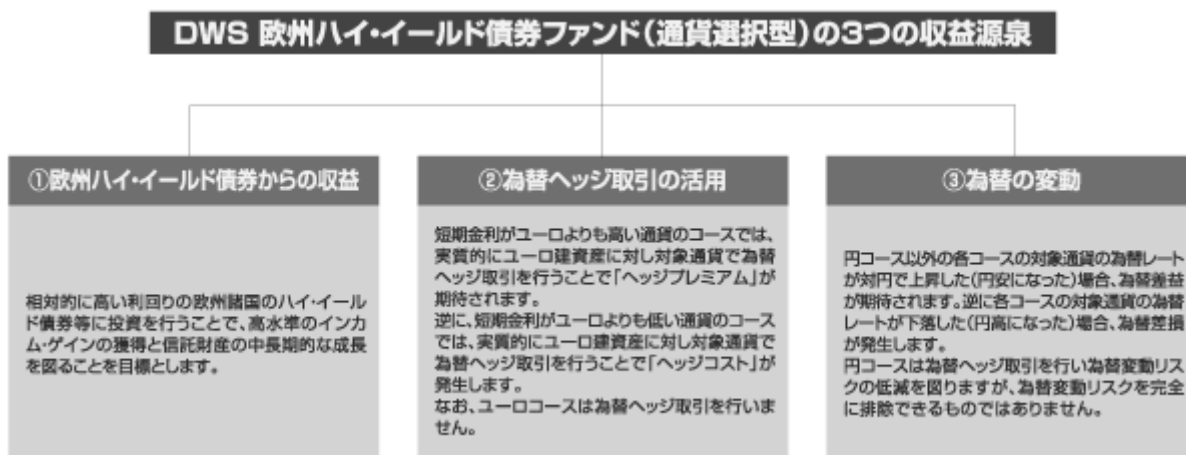 DWS 欧州ハイ・イールド債券ファンド（通貨選択型）の3つの収益源泉
①欧州ハイ・イールド債券からの収益
相対的に高い利回りの欧州諸国のハイ・イール
ド債券等に投資を行うことで、高水準のインカ
ム・ゲインの獲得と信託財産の中長期的な成長
を図ることを目標とします。
②為替ヘッジ取引の活用
短期金利がユーロよりも高い通貨のコースでは、
実質的にユーロ建資産に対し対象通貨で為替
ヘッジ取引を行うことで「ヘッジプレミアム」が
期待されます。
逆に、短期金利がユーロよりも低い通貨のコース
では、実質的にユーロ建資産に対し対象通貨で
為替ヘッジ取引を行うことで「ヘッジコスト」が
発生します。
なお、ユーロコースは為替ヘッジ取引を行いま
せん。
③為替の変動
円コース以外の各コースの対象通貨の為替レート
が対円で上昇した（円安になった）場合、為替差益
が期待されます。逆に各コースの対象通貨の為替
レートが下落した（円高になった）場合、為替差損
が発生します。
円コースは為替ヘッジ取引を行い為替変動リス
クの低減を図りますが、為替変動リスクを完全
に排除できるものではありません。